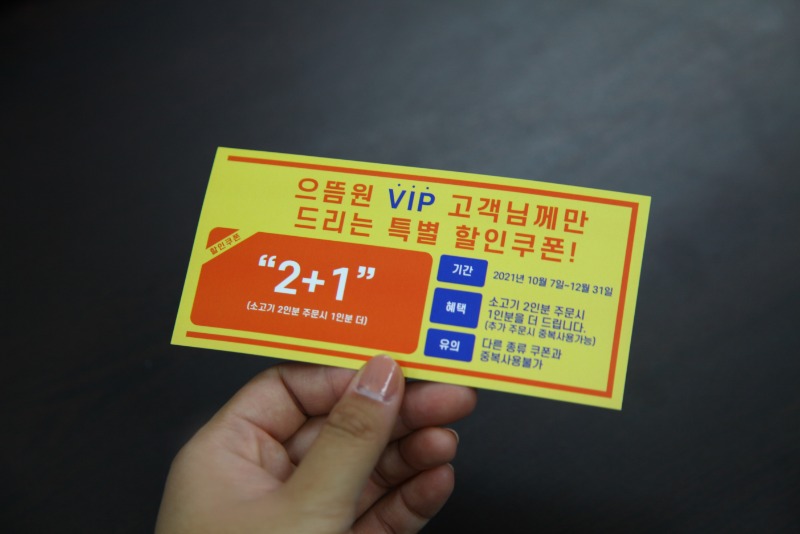 으뜸원 VIP 고객님께만
드리는 특별 할인쿠폰!
할인쿠폰
“2+1”
(소고기 2인분 주문시 1인분 더)
기간
2021년 10월 7일~12월 31일
혜택
소고기 2인분 주문시
1인분을 더 드립니다.
(추가 주문시 중복사용가능)
유의
다른 종류 쿠폰과
중복사용불가